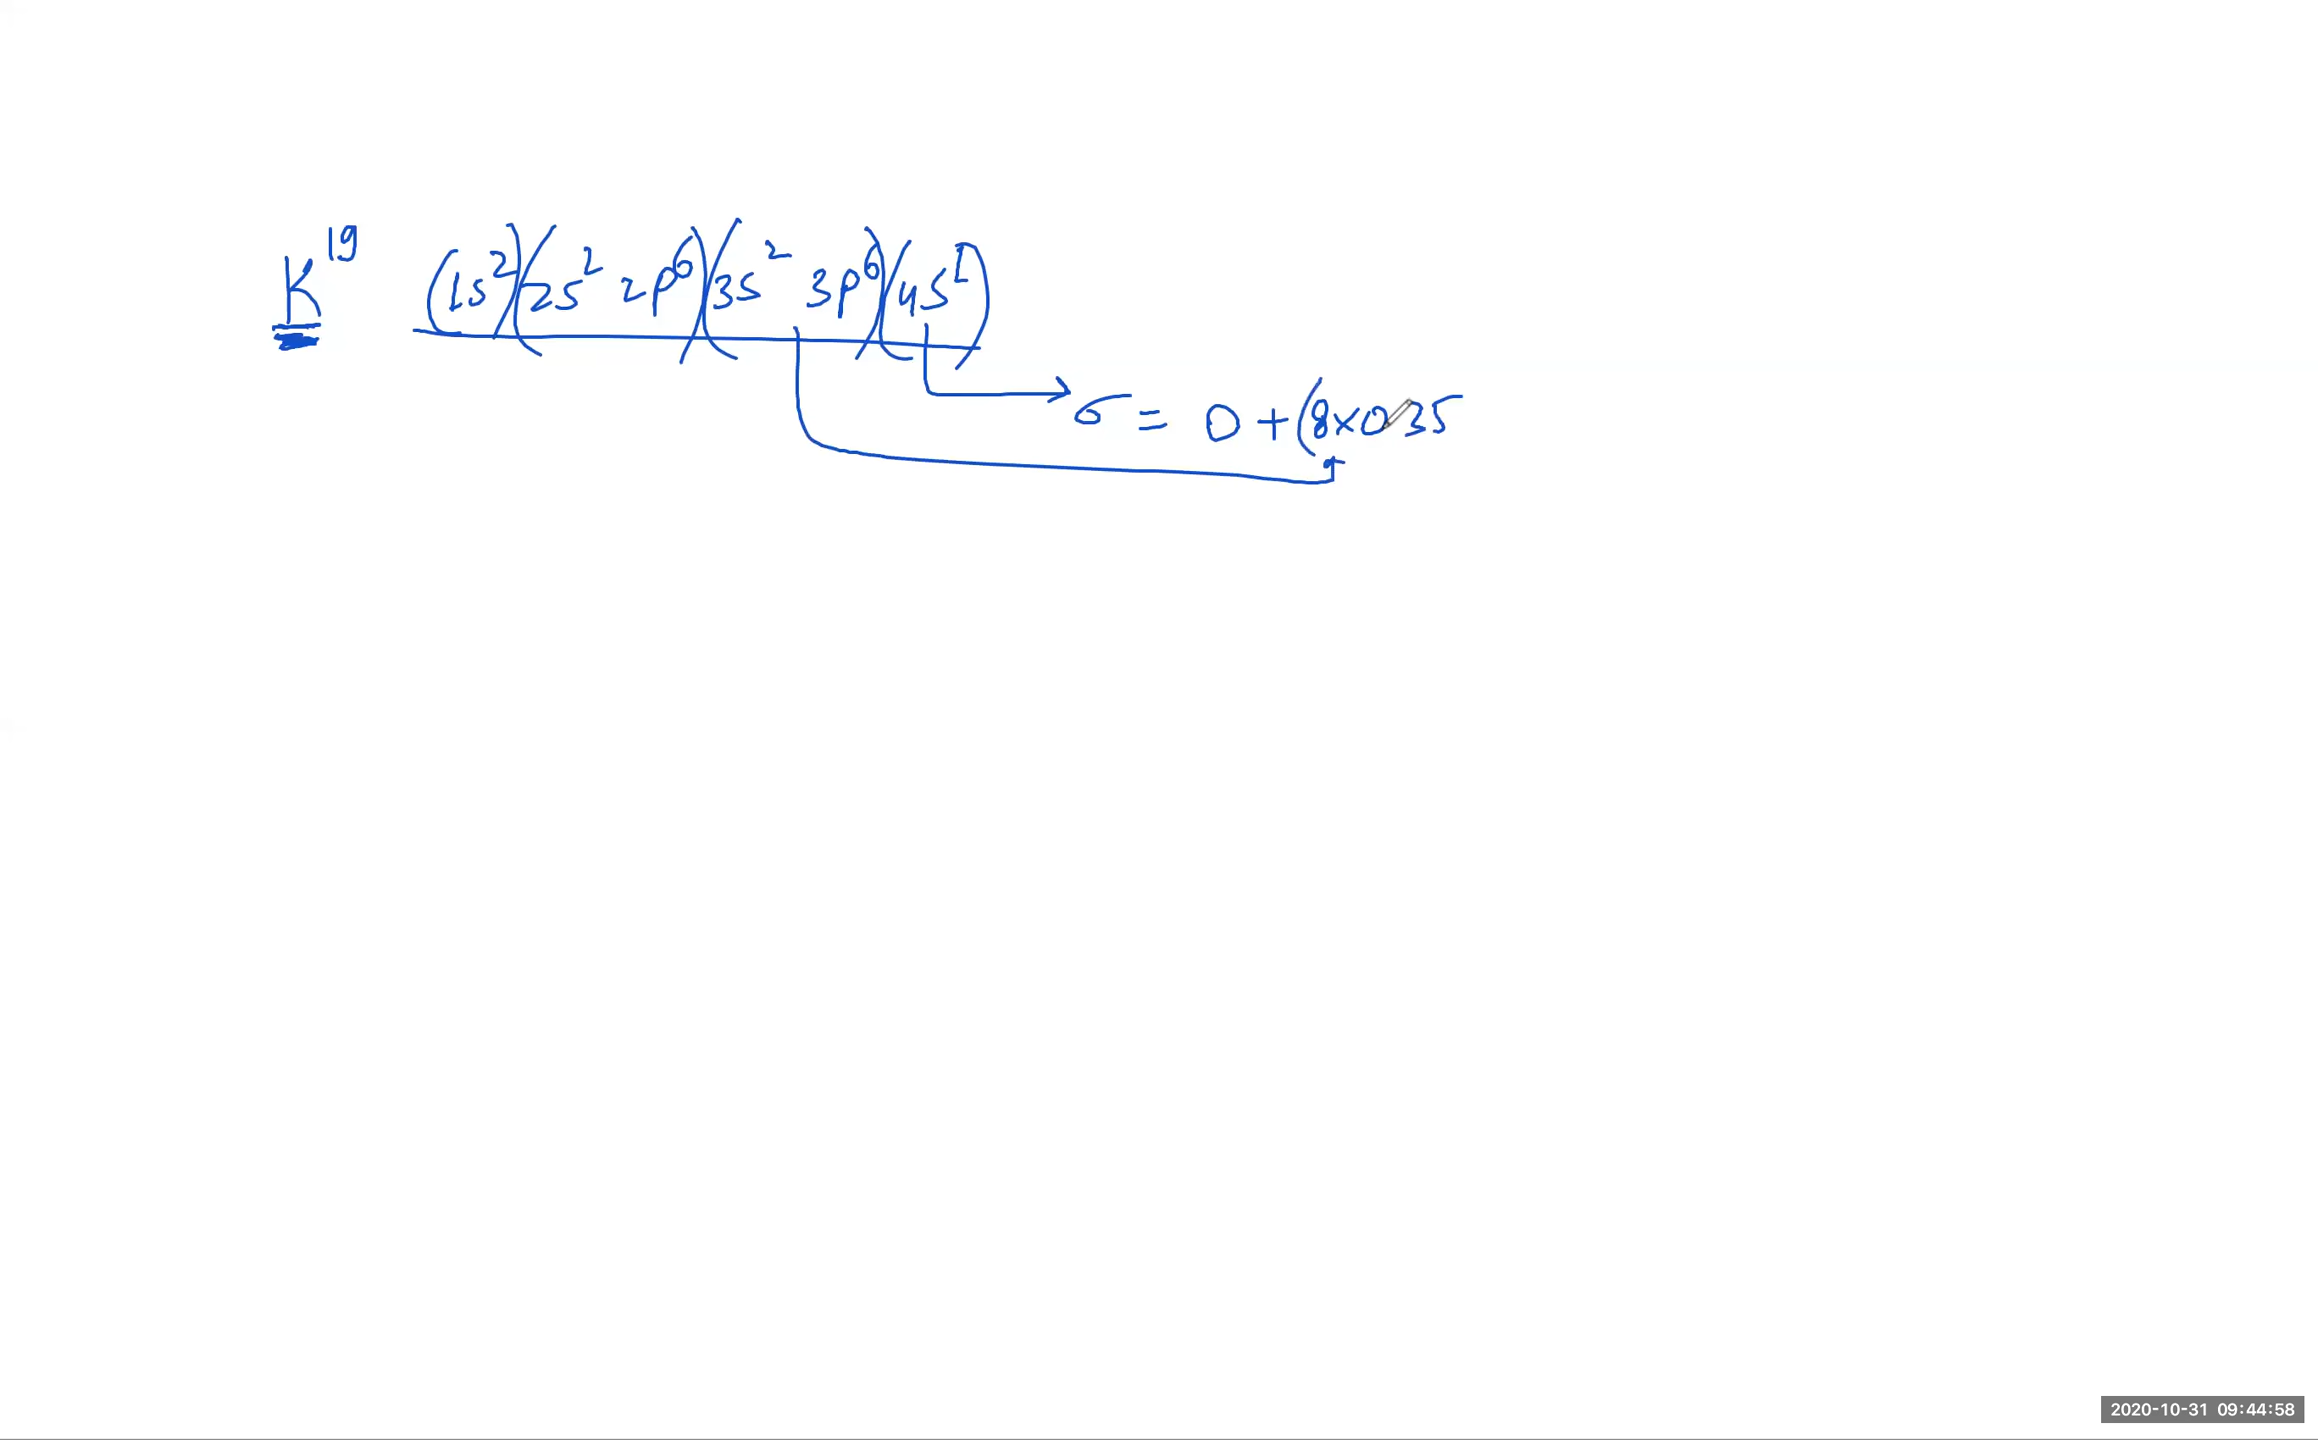 K¹⁹ (1s²)(2s² 2p⁶)(3s² 3p⁶)(4s¹)
σ = 0 + (8×0.35
2020-10-31 09:44:58